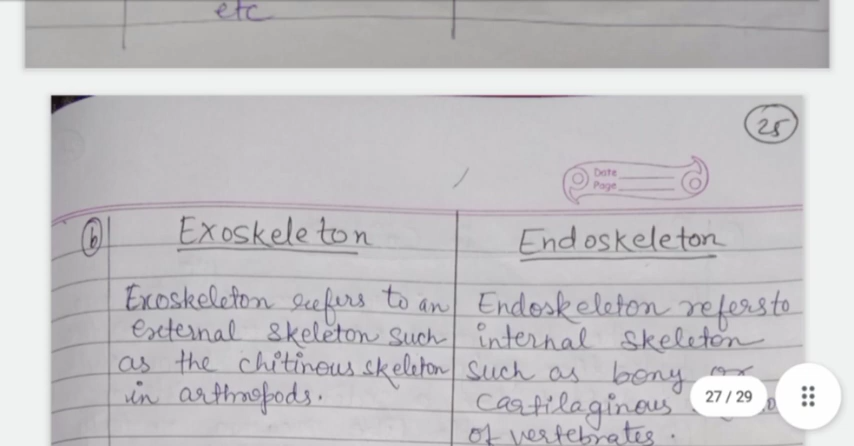 etc
25
Date
Page
b Exoskeleton Endoskeleton
Exoskeleton refers to an
external skeleton such
as the chitinous skeleton
in arthropods.
Endoskeleton refers to
internal skeleton
such as bony or
cartilaginous
of vertebrates.
27 / 29